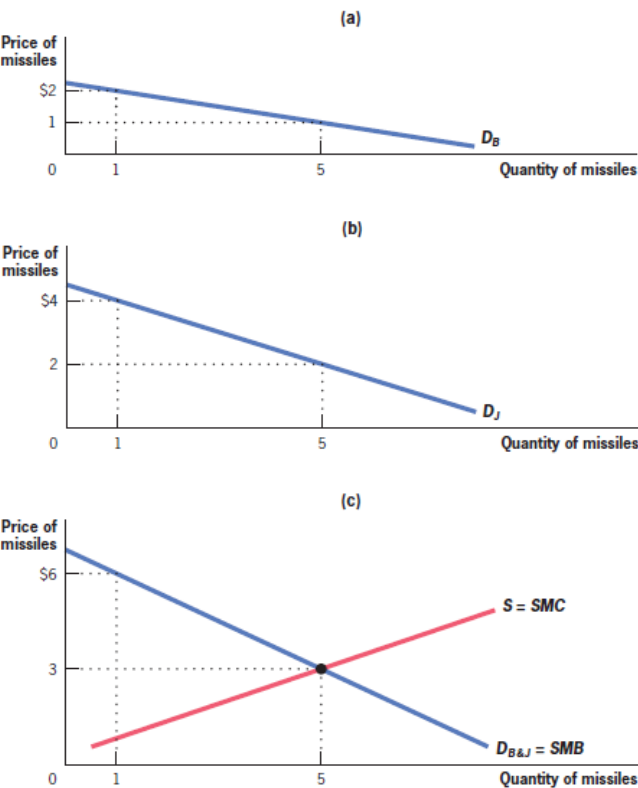 (a)
Price of
missiles
$2
1
D_B
0
1
5
Quantity of missiles
(b)
Price of
missiles
$4
2
D_J
0
1
5
Quantity of missiles
(c)
Price of
missiles
$6
S = SMC
3
D_B&J = SMB
0
1
5
Quantity of missiles